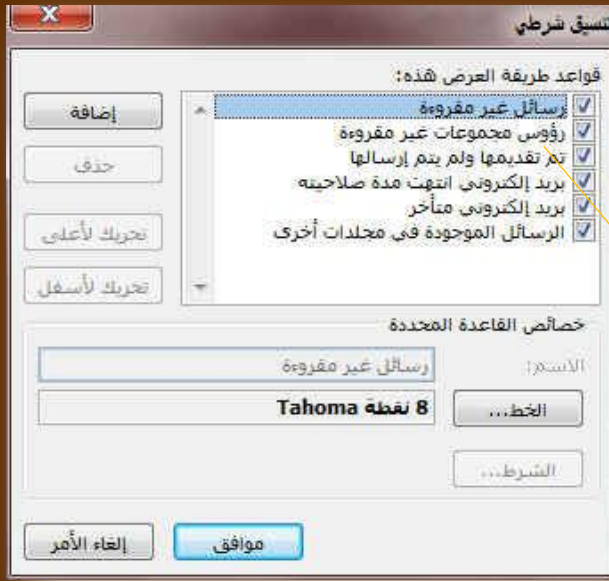 تنسيق شرطي
قواعد طريقة العرض هذه:
رسائل غير مقروءة
رؤوس مجموعات غير مقروءة
تم تقديمها ولم يتم إرسالها
بريد إلكتروني انتهت مدة صلاحيته
بريد إلكتروني متأخر
الرسائل الموجودة في مجلدات أخرى
إضافة
حذف
تحريك لأعلى
تحريك لأسفل
خصائص القاعدة المحددة
الاسم:
رسائل غير مقروءة
الخط...
8 نقطة Tahoma
الشرط...
موافق
إلغاء الأمر